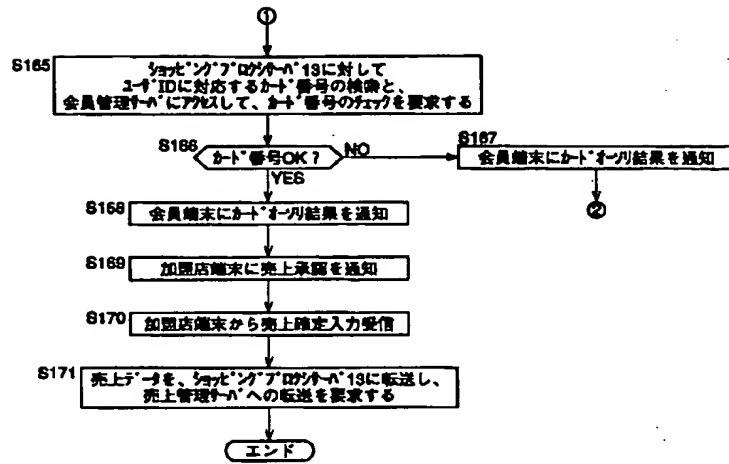 ①
S165
ショッピングプロクシサーバ13に対して
ユーザIDに対応するカード番号の検索と、
会員管理サーバにアクセスして、カード番号のチェックを要求する
S166
カード番号OK?
NO
S167
会員端末にカードオーソリ結果を通知
②
YES
S168
会員端末にカードオーソリ結果を通知
S169
加盟店端末に売上承認を通知
S170
加盟店端末から売上確定入力受信
S171
売上データを、ショッピングプロクシサーバ13に転送し、
売上管理サーバへの転送を要求する
エンド